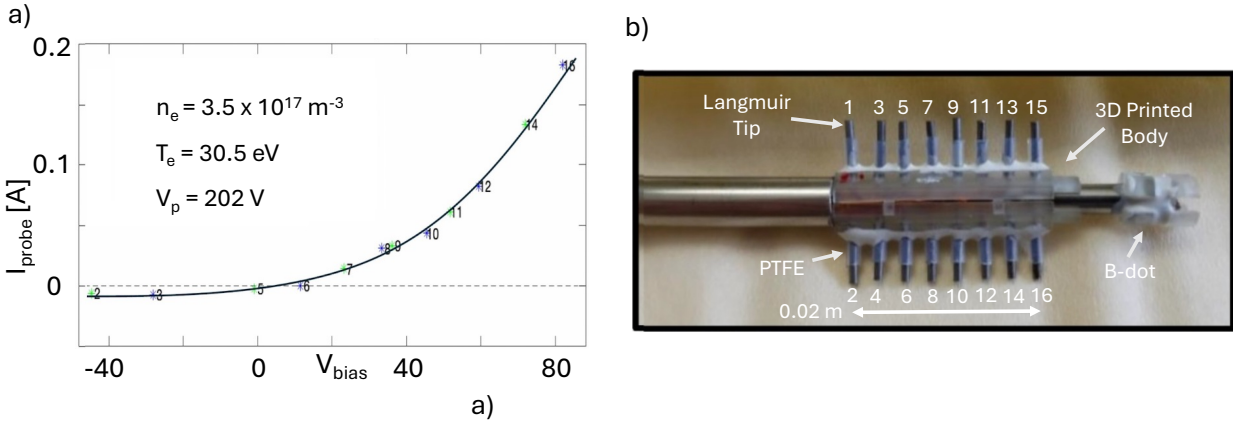 a)
0.2
0.1
0
I_probe [A]
n_e = 3.5 x 10^17 m^-3
T_e = 30.5 eV
V_p = 202 V
2
3
5
6
7
8
9
10
11
12
14
-40
0
V_bias
40
80
a)
b)
Langmuir
Tip
1 3 5 7 9 11 13 15
3D Printed
Body
PTFE
B-dot
2 4 6 8 10 12 14 16
0.02 m